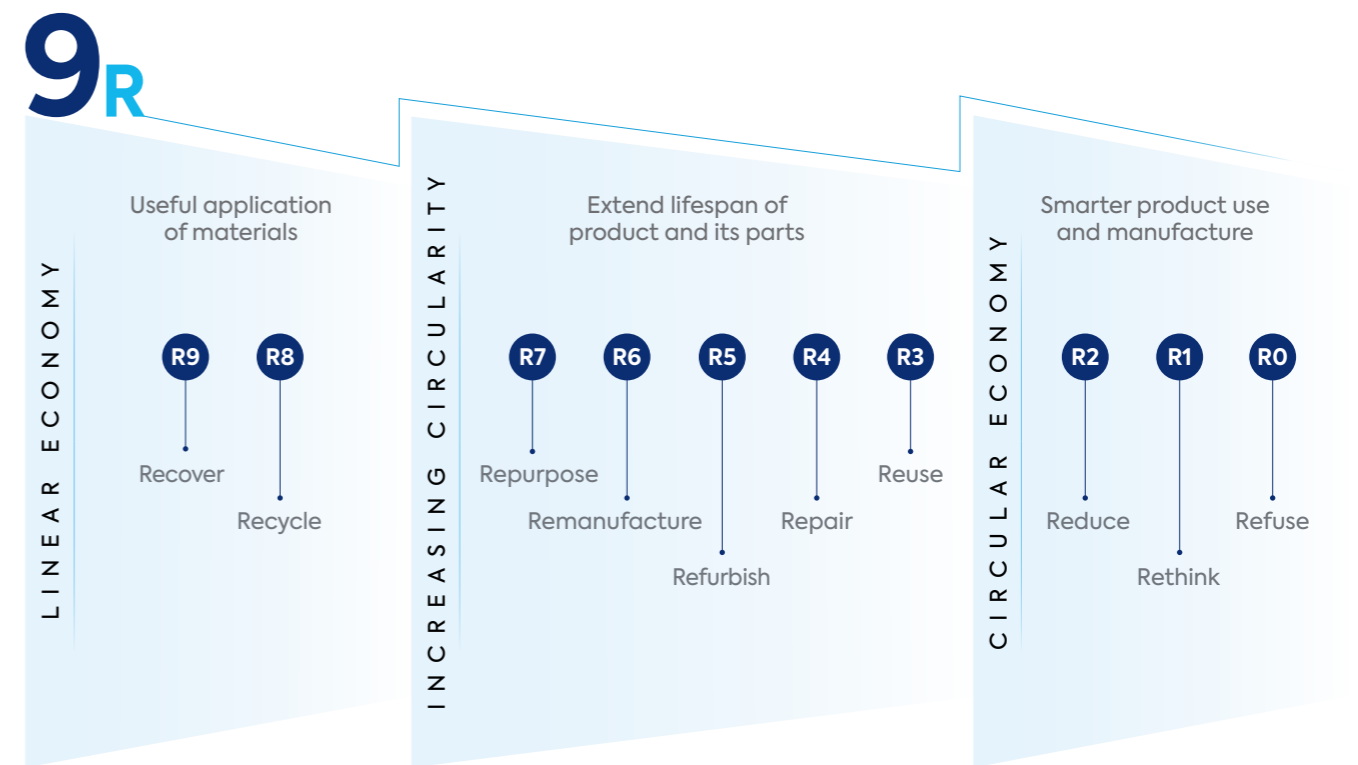 9R
LINEAR ECONOMY
Useful application
of materials
R9
Recover
R8
Recycle
INCREASING CIRCULARITY
Extend lifespan of
product and its parts
R7
Repurpose
R6
Remanufacture
R5
Refurbish
R4
Repair
R3
Reuse
CIRCULAR ECONOMY
Smarter product use
and manufacture
R2
Reduce
R1
Rethink
R0
Refuse